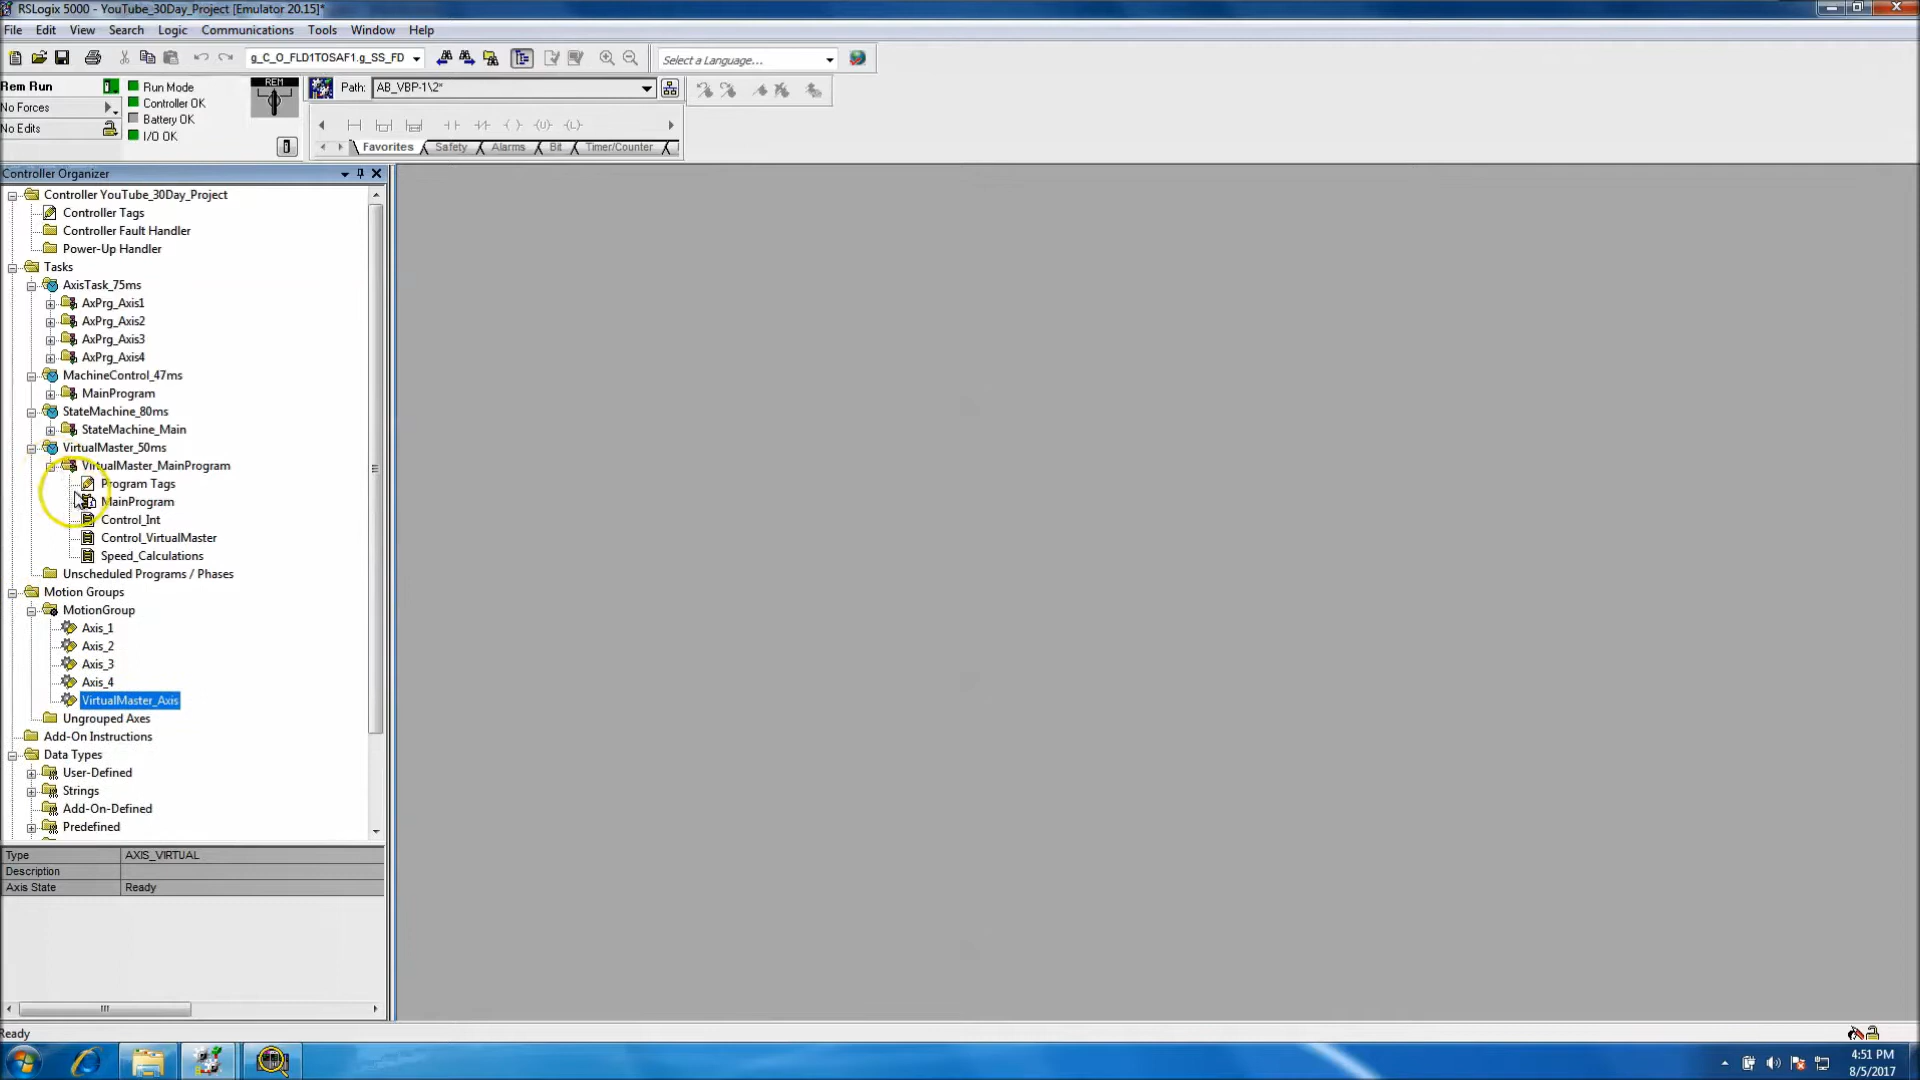 RSLogix 5000 - YouTube_30Day_Project [Emulator 20.15]*
File Edit View Search Logic Communications Tools Window Help
g_C_O_FLD1TOSAF1.g_SS_FD
Select a Language...
Rem Run
Run Mode
REM
Path: AB_VBP-1\2*
No Forces
Controller OK
Battery OK
No Edits
I/O OK
Favorites Safety Alarms Bit Timer/Counter
Controller Organizer
Controller YouTube_30Day_Project
Controller Tags
Controller Fault Handler
Power-Up Handler
Tasks
AxisTask_75ms
AxPrg_Axis1
AxPrg_Axis2
AxPrg_Axis3
AxPrg_Axis4
MachineControl_47ms
MainProgram
StateMachine_80ms
StateMachine_Main
VirtualMaster_50ms
VirtualMaster_MainProgram
Program Tags
MainProgram
Control_Int
Control_VirtualMaster
Speed_Calculations
Unscheduled Programs / Phases
Motion Groups
MotionGroup
Axis_1
Axis_2
Axis_3
Axis_4
VirtualMaster_Axis
Ungrouped Axes
Add-On Instructions
Data Types
User-Defined
Strings
Add-On-Defined
Predefined
Type AXIS_VIRTUAL
Description
Axis State Ready
Ready
4:51 PM
8/5/2017